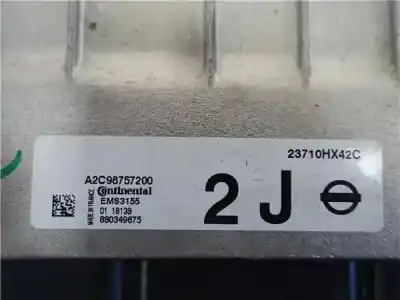 23710HX42C
A2C98757200
Continental
EMS3155
01 18139
890349675
MADE IN FRANCE
2 J